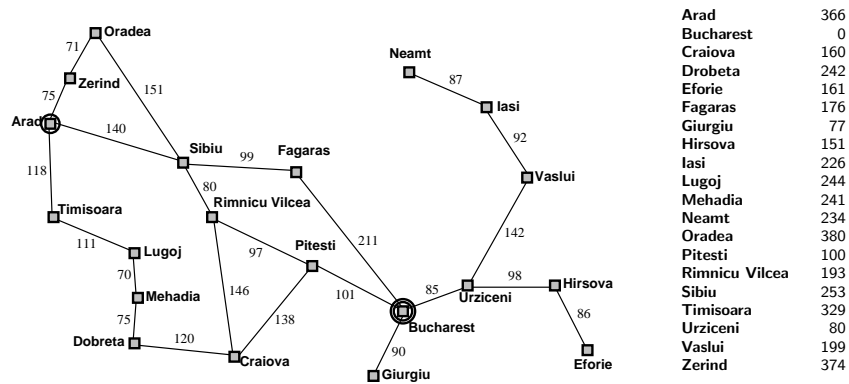 Oradea
71
Neamt
Zerind
87
151
75
Iasi
Arad
140
92
Sibiu
Fagaras
99
118
Vaslui
80
Timisoara
Rimnicu Vilcea
142
111
Lugoj
Pitesti
211
97
70
98
Hirsova
85
Mehadia
146
101
Urziceni
86
75
138
Bucharest
Dobreta
120
90
Craiova
Eforie
Giurgiu
Arad 366
Bucharest 0
Craiova 160
Drobeta 242
Eforie 161
Fagaras 176
Giurgiu 77
Hirsova 151
Iasi 226
Lugoj 244
Mehadia 241
Neamt 234
Oradea 380
Pitesti 100
Rimnicu Vilcea 193
Sibiu 253
Timisoara 329
Urziceni 80
Vaslui 199
Zerind 374